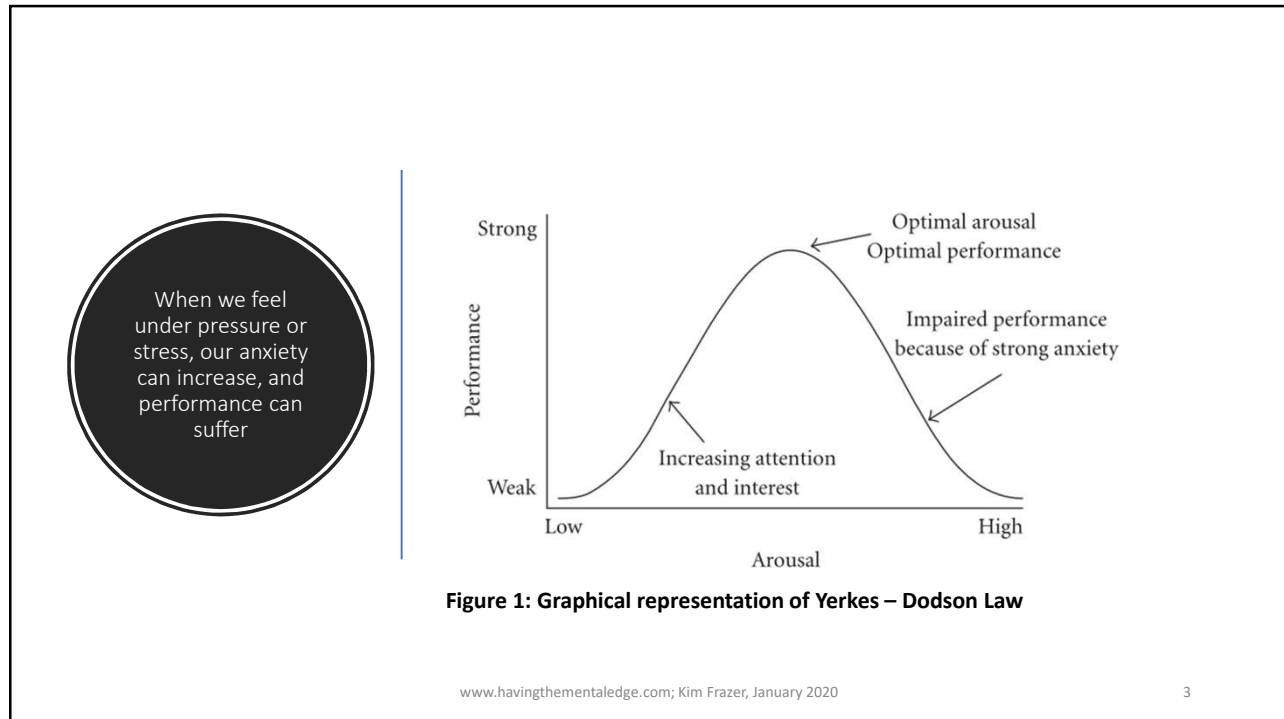 When we feel
under pressure or
stress, our anxiety
can increase, and
performance can
suffer
Strong
Performance
Weak
Low
High
Arousal
Optimal arousal
Optimal performance
Impaired performance
because of strong anxiety
Increasing attention
and interest
Figure 1: Graphical representation of Yerkes – Dodson Law
www.havingthementaledge.com; Kim Frazer, January 2020
3